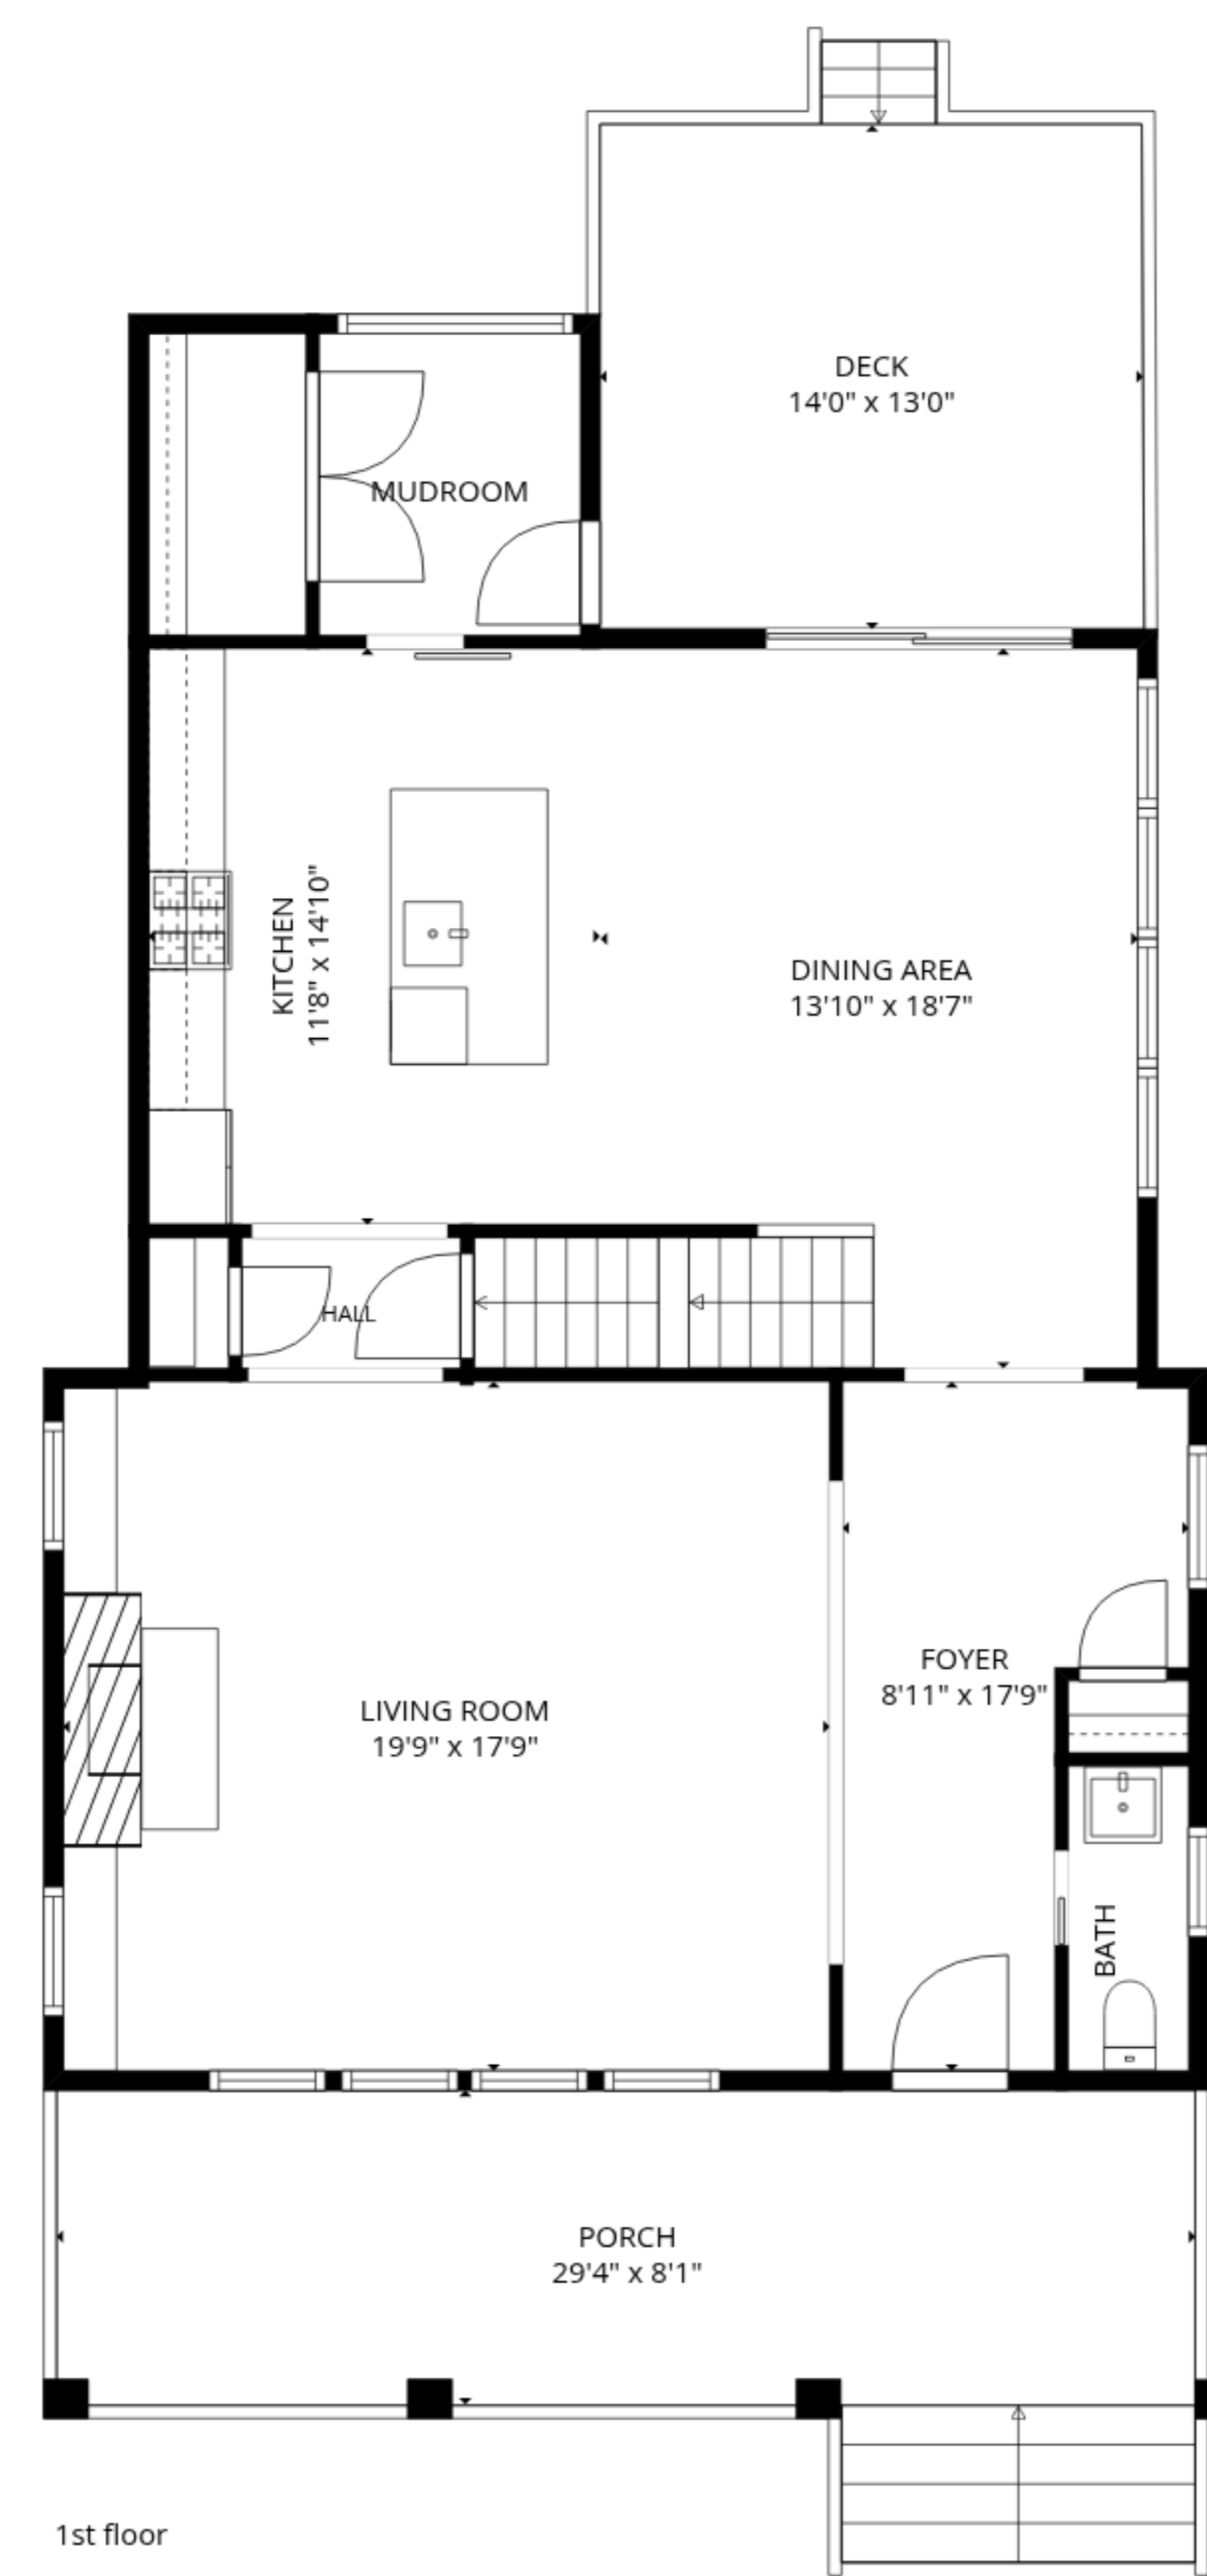 DECK
14'0" x 13'0"
MUDROOM
KITCHEN
11'8" x 14'10"
DINING AREA
13'10" x 18'7"
HALL
FOYER
8'11" x 17'9"
LIVING ROOM
19'9" x 17'9"
BATH
PORCH
29'4" x 8'1"
1st floor